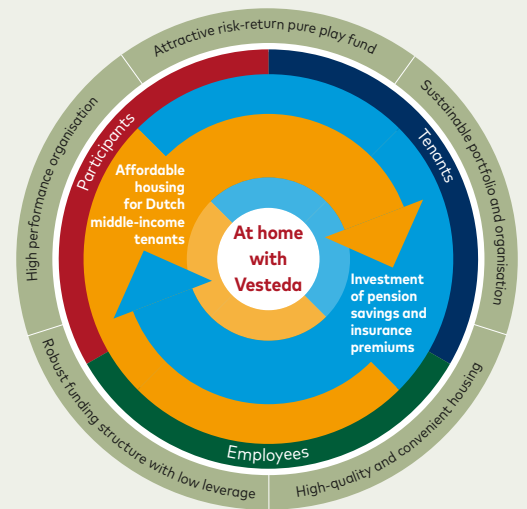 Attractive risk-return pure play fund
Sustainable portfolio and organisation
High-quality and convenient housing
Robust funding structure with low leverage
High performance organisation
Participants
Tenants
Employees
Affordable
housing
for Dutch
middle-income
tenants
At home
with
Vesteda
Investment
of pension
savings and
insurance
premiums